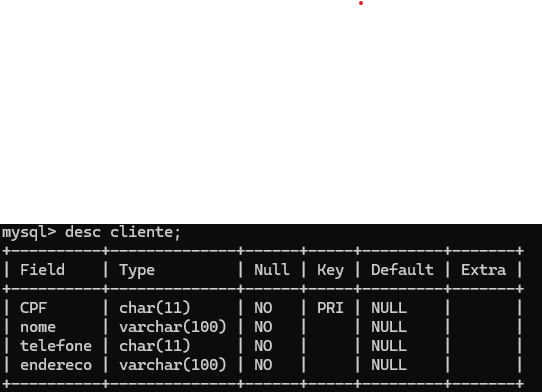 mysql> desc cliente;
+----------+--------------+------+-----+---------+-------+
| Field    | Type         | Null | Key | Default | Extra |
+----------+--------------+------+-----+---------+-------+
| CPF      | char(11)     | NO   | PRI | NULL    |       |
| nome     | varchar(100) | NO   |     | NULL    |       |
| telefone | char(11)     | NO   |     | NULL    |       |
| endereco | varchar(100) | NO   |     | NULL    |       |
+----------+--------------+------+-----+---------+-------+